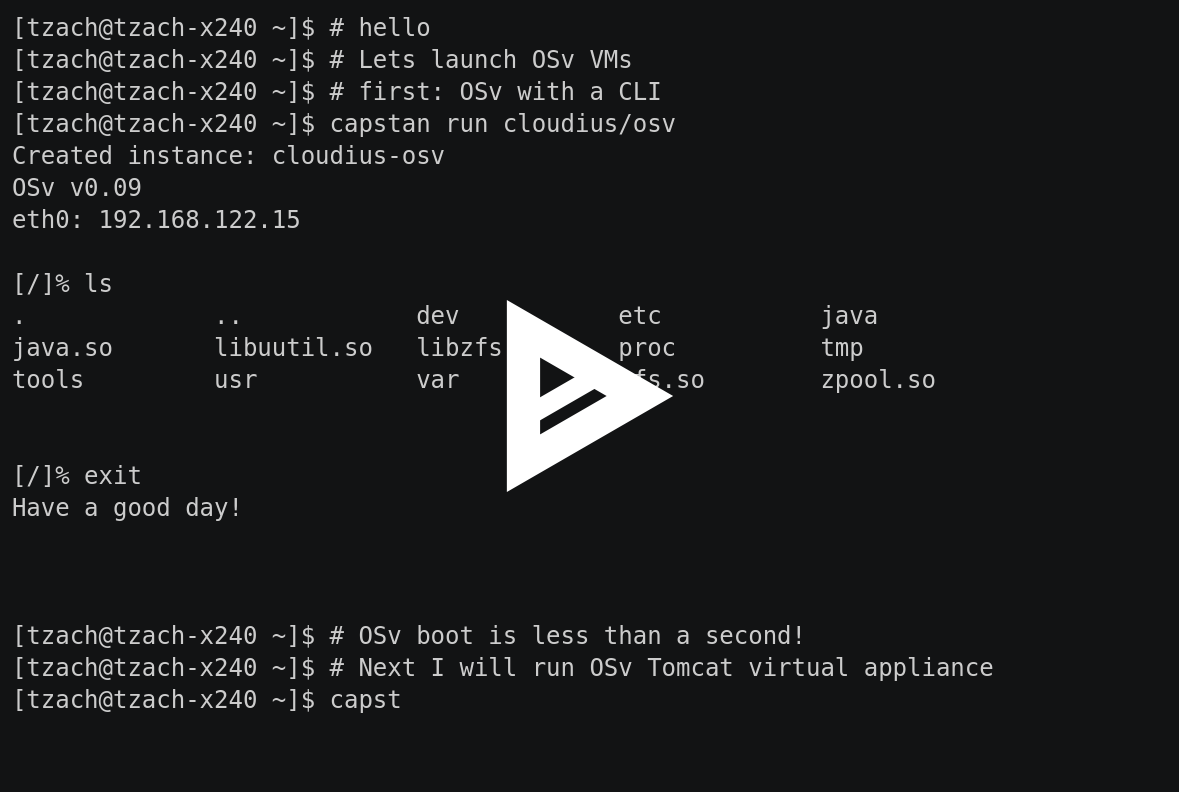 [tzach@tzach-x240 ~]$ # hello
[tzach@tzach-x240 ~]$ # Lets launch OSv VMs
[tzach@tzach-x240 ~]$ # first: OSv with a CLI
[tzach@tzach-x240 ~]$ capstan run cloudius/osv
Created instance: cloudius-osv
OSv v0.09
eth0: 192.168.122.15
[/]% ls
. .. dev etc java
java.so libuutil.so libzfs proc tmp
tools usr var fs.so zpool.so
[/]% exit
Have a good day!
[tzach@tzach-x240 ~]$ # OSv boot is less than a second!
[tzach@tzach-x240 ~]$ # Next I will run OSv Tomcat virtual appliance
[tzach@tzach-x240 ~]$ capst